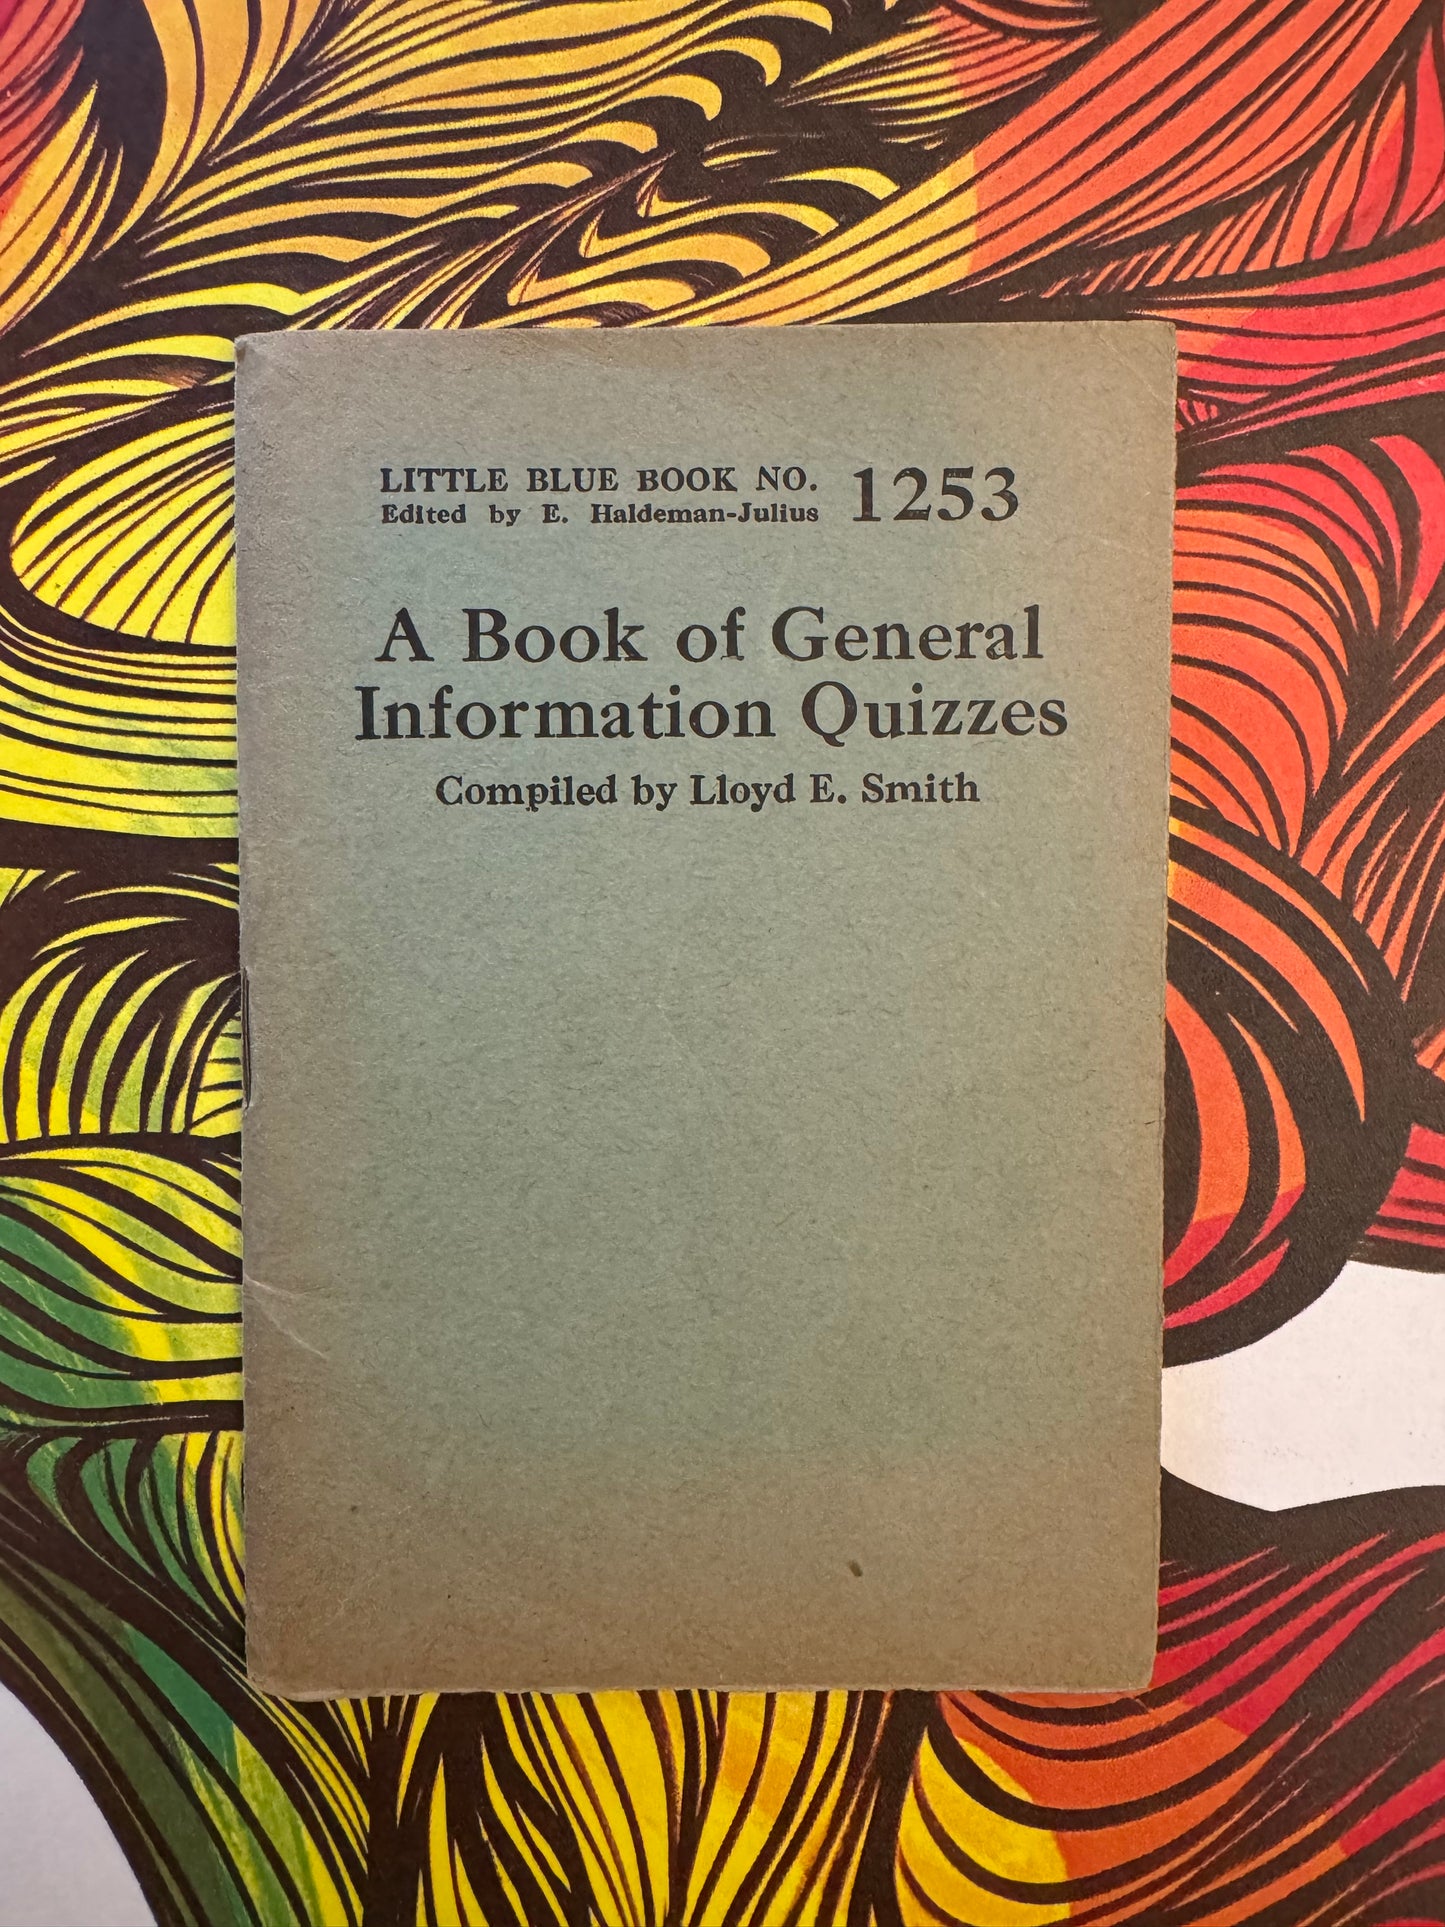 LITTLE BLUE BOOK NO. 1253
Edited by E. Haldeman-Julius
A Book of General
Information Quizzes
Compiled by Lloyd E. Smith